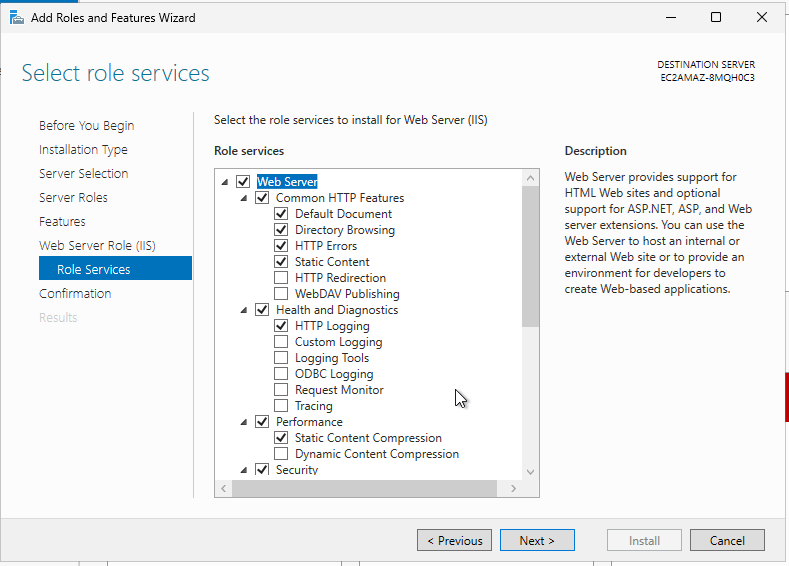 Add Roles and Features Wizard
Select role services
DESTINATION SERVER
EC2AMAZ-8MQH0C3
Before You Begin
Installation Type
Server Selection
Server Roles
Features
Web Server Role (IIS)
Role Services
Confirmation
Results
Select the role services to install for Web Server (IIS)
Role services
Web Server
Common HTTP Features
Default Document
Directory Browsing
HTTP Errors
Static Content
HTTP Redirection
WebDAV Publishing
Health and Diagnostics
HTTP Logging
Custom Logging
Logging Tools
ODBC Logging
Request Monitor
Tracing
Performance
Static Content Compression
Dynamic Content Compression
Security
Description
Web Server provides support for
HTML Web sites and optional
support for ASP.NET, ASP, and Web
server extensions. You can use the
Web Server to host an internal or
external Web site or to provide an
environment for developers to
create Web-based applications.
< Previous
Next >
Install
Cancel